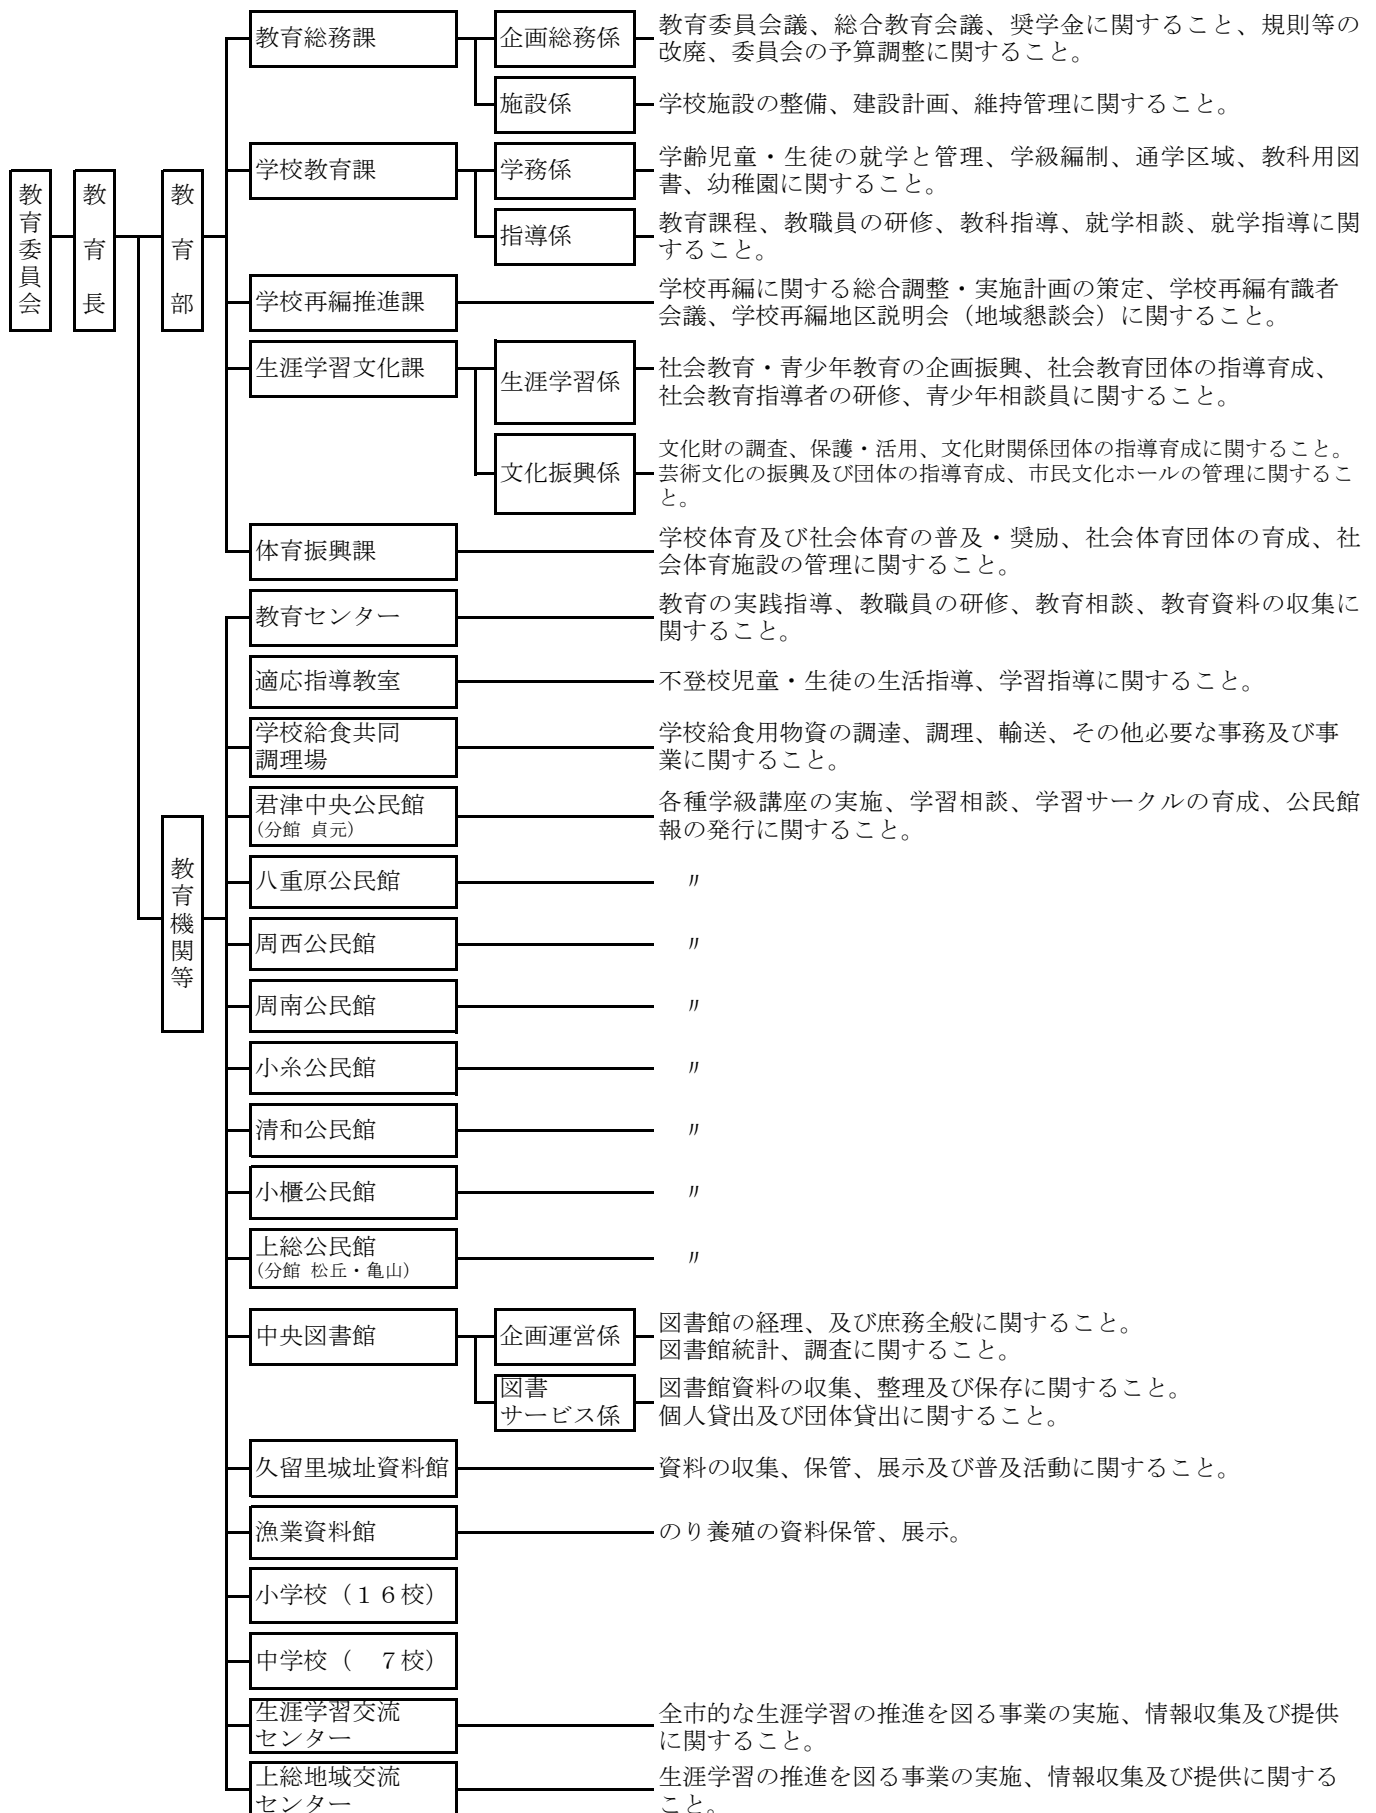 教育委員会
教育長
教育部
教育総務課
企画総務係
教育委員会議、総合教育会議、奨学金に関すること、規則等の
改廃、委員会の予算調整に関すること。
施設係
学校施設の整備、建設計画、維持管理に関すること。
学校教育課
学務係
学齢児童・生徒の就学と管理、学級編制、通学区域、教科用図
書、幼稚園に関すること。
指導係
教育課程、教職員の研修、教科指導、就学相談、就学指導に関
すること。
学校再編推進課
学校再編に関する総合調整・実施計画の策定、学校再編有識者
会議、学校再編地区説明会（地域懇談会）に関すること。
生涯学習文化課
生涯学習係
社会教育・青少年教育の企画振興、社会教育団体の指導育成、
社会教育指導者の研修、青少年相談員に関すること。
文化振興係
文化財の調査、保護・活用、文化財関係団体の指導育成に関すること。
芸術文化の振興及び団体の指導育成、市民文化ホールの管理に関するこ
と。
体育振興課
学校体育及び社会体育の普及・奨励、社会体育団体の育成、社
会体育施設の管理に関すること。
教育機関等
教育センター
教育の実践指導、教職員の研修、教育相談、教育資料の収集に
関すること。
適応指導教室
不登校児童・生徒の生活指導、学習指導に関すること。
学校給食共同
調理場
学校給食用物資の調達、調理、輸送、その他必要な事務及び事
業に関すること。
君津中央公民館
(分館 貞元)
各種学級講座の実施、学習相談、学習サークルの育成、公民館
報の発行に関すること。
八重原公民館
〃
周西公民館
〃
周南公民館
〃
小糸公民館
〃
清和公民館
〃
小櫃公民館
〃
上総公民館
(分館 松丘・亀山)
〃
中央図書館
企画運営係
図書館の経理、及び庶務全般に関すること。
図書館統計、調査に関すること。
図書
サービス係
図書館資料の収集、整理及び保存に関すること。
個人貸出及び団体貸出に関すること。
久留里城址資料館
資料の収集、保管、展示及び普及活動に関すること。
漁業資料館
のり養殖の資料保管、展示。
小学校（１６校）
中学校（　７校）
生涯学習交流
センター
全市的な生涯学習の推進を図る事業の実施、情報収集及び提供
に関すること。
上総地域交流
センター
生涯学習の推進を図る事業の実施、情報収集及び提供に関する
こと。